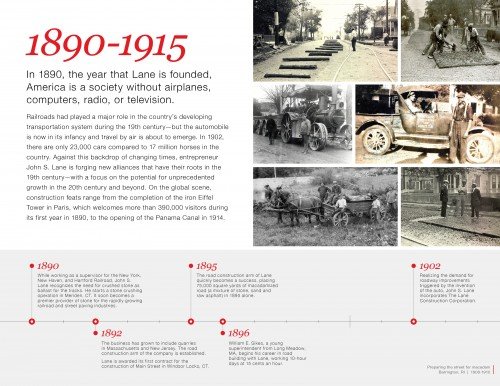 1890-1915
In 1890, the year that Lane is founded,
America is a society without airplanes,
computers, radio, or television.
Railroads had played a major role in the country's developing
transportation system during the 19th century—but the automobile
is now in its infancy and travel by air is about to emerge. In 1902,
there are only 23,000 cars compared to 17 million horses in the
country. Against this backdrop of changing times, entrepreneur
John S. Lane is forging new alliances that have their roots in the
19th century—with a focus on the potential for unprecedented
growth in the 20th century and beyond. On the global scene,
construction feats range from the completion of the iron Eiffel
Tower in Paris, which welcomes more than 390,000 visitors during
its first year in 1890, to the opening of the Panama Canal in 1914.
1890
While working as a supervisor for the New York,
New Haven, and Hartford Railroad, John S.
Lane recognizes the need for crushed stone as
ballast for the tracks. He starts a stone crushing
operation in Meriden, CT. It soon becomes a
premier provider of stone for the rapidly-growing
railroad and street paving industries.
1895
The road construction arm of Lane
quickly becomes a success, placing
75,000 square yards of macadamized
road (a mixture of stone, sand and
raw asphalt) in 1895 alone.
1902
Realizing the demand for
roadway improvements
triggered by the invention
of the auto, John S. Lane
incorporates The Lane
Construction Corporation.
1892
The business has grown to include quarries
in Massachusetts and New Jersey. The road
construction arm of the company is established.
Lane is awarded its first contract for the
construction of Main Street in Windsor Locks, CT.
1896
William E. Sikes, a young
superintendent from Long Meadow,
MA, begins his career in road
building with Lane, working 10-hour
days at 15 cents an hour.
Preparing the street for macadam
Barrington, RI